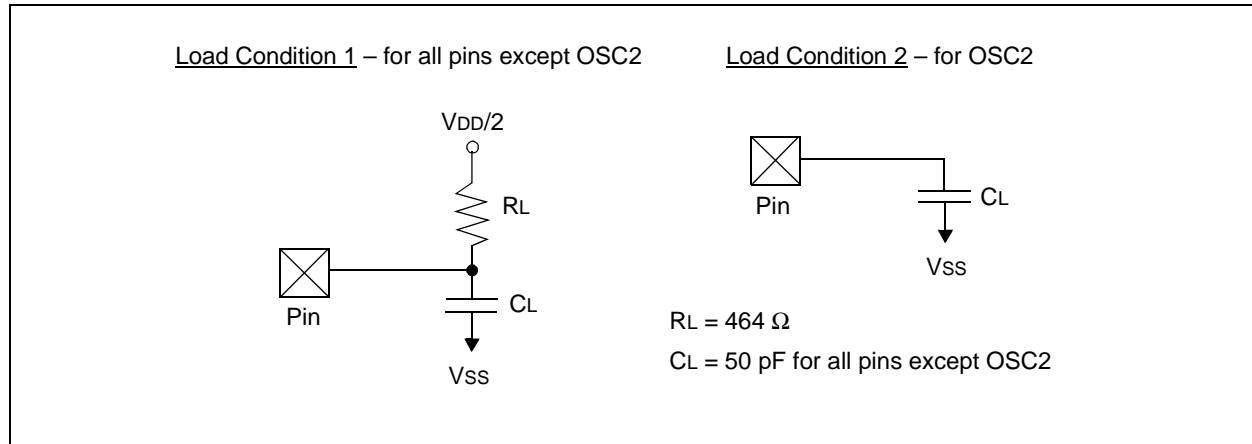 Load Condition 1 – for all pins except OSC2
VDD/2
RL
Pin
CL
VSS
Load Condition 2 – for OSC2
Pin
CL
VSS
RL = 464 Ω
CL = 50 pF for all pins except OSC2